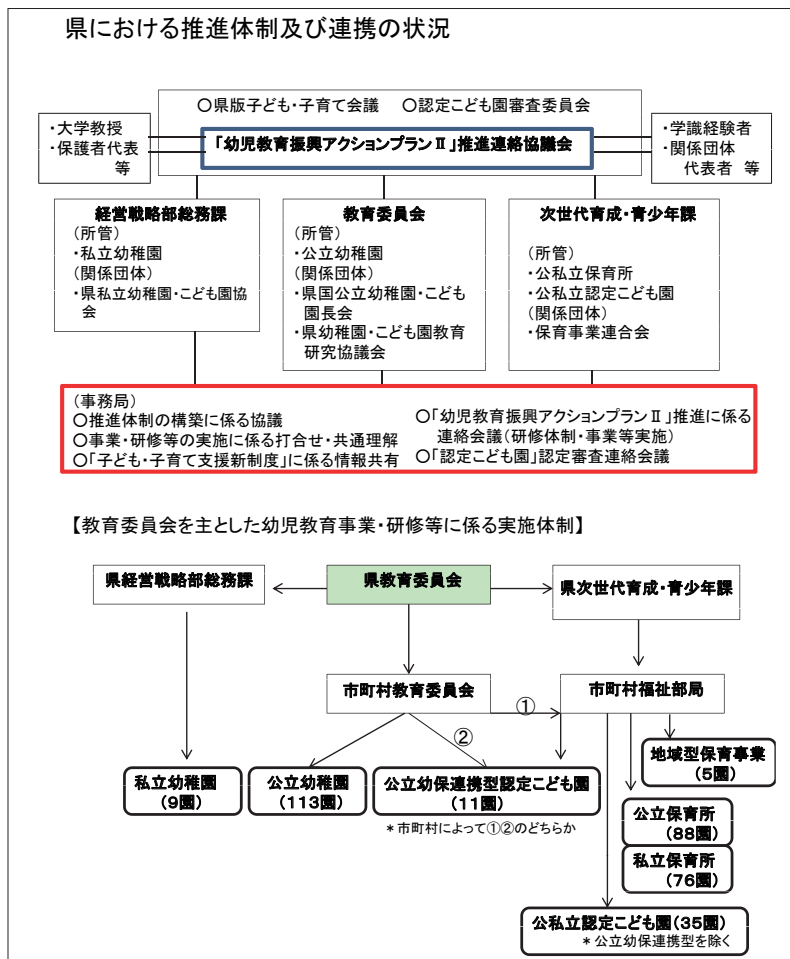 県における推進体制及び連携の状況
○県版子ども・子育て会議 ○認定こども園審査委員会
・大学教授
・保護者代表
等
「幼児教育振興アクションプランⅡ」推進連絡協議会
・学識経験者
・関係団体
代表者 等
経営戦略部総務課
(所管)
・私立幼稚園
(関係団体)
・県私立幼稚園・こども園協
会
教育委員会
(所管)
・公立幼稚園
(関係団体)
・県国公立幼稚園・こども
園長会
・県幼稚園・こども園教育
研究協議会
次世代育成・青少年課
(所管)
・公私立保育所
・公私立認定こども園
(関係団体)
・保育事業連合会
(事務局)
○推進体制の構築に係る協議
○事業・研修等の実施に係る打合せ・共通理解
○「子ども・子育て支援新制度」に係る情報共有
○「幼児教育振興アクションプランⅡ」推進に係る
連絡会議(研修体制・事業等実施)
○「認定こども園」認定審査連絡会議
【教育委員会を主とした幼児教育事業・研修等に係る実施体制】
県経営戦略部総務課
県教育委員会
県次世代育成・青少年課
市町村教育委員会
①
市町村福祉部局
②
地域型保育事業
(5園)
私立幼稚園
(9園)
公立幼稚園
(113園)
公立幼保連携型認定こども園
(11園)
*市町村によって①②のどちらか
公立保育所
(88園)
私立保育所
(76園)
公私立認定こども園(35園)
*公立幼保連携型を除く